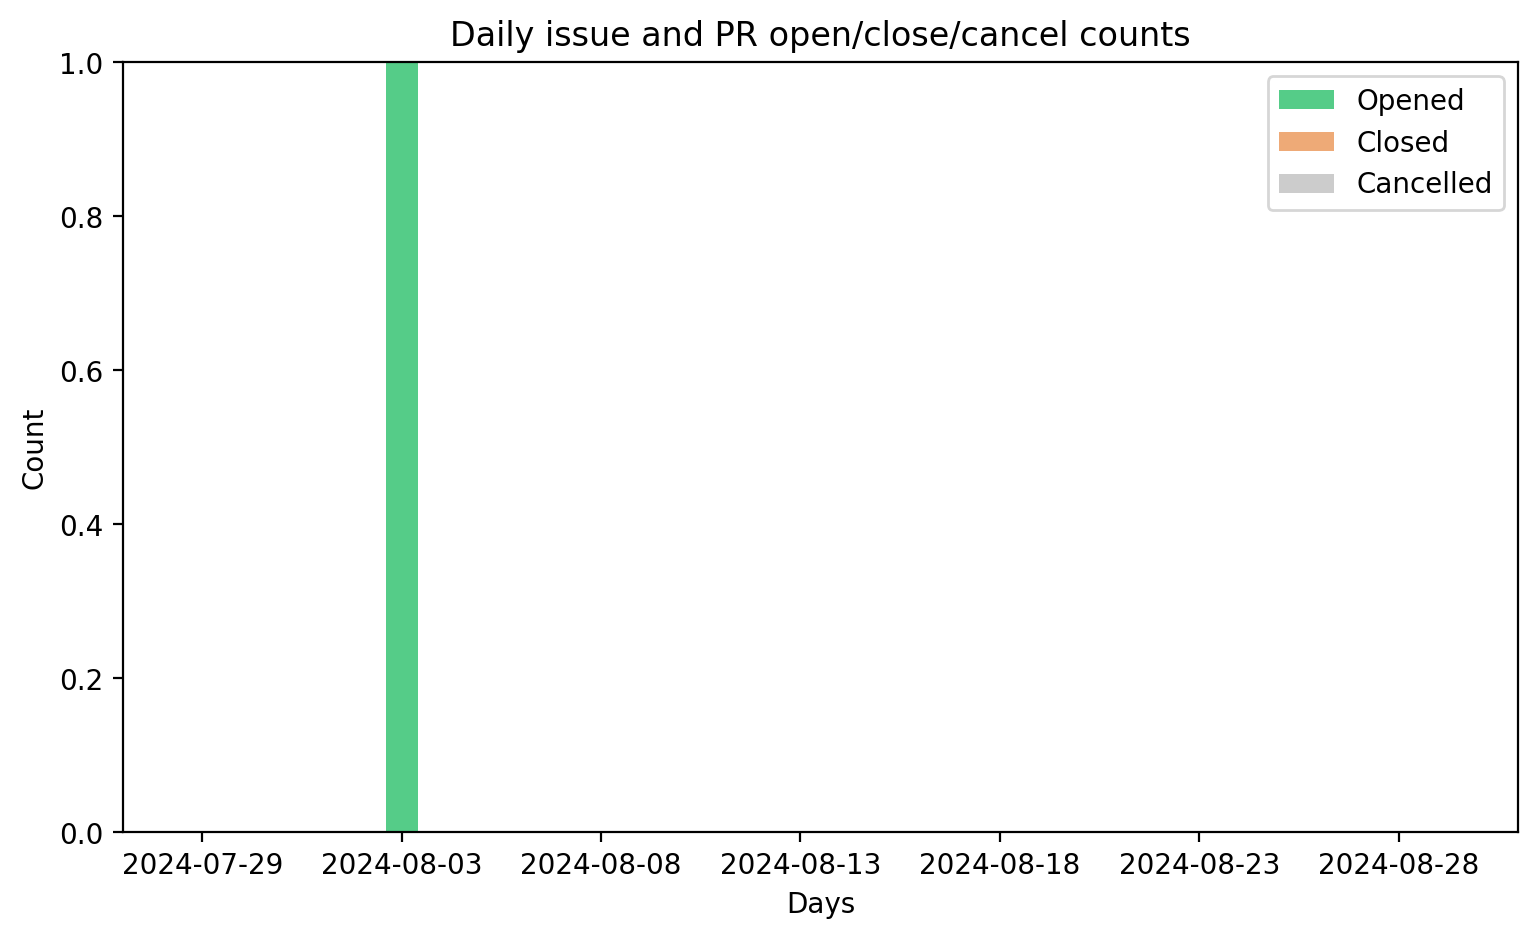 Daily issue and PR open/close/cancel counts
Opened
Closed
Cancelled
1.0
0.8
0.6
0.4
0.2
0.0
Count
2024-07-29
2024-08-03
2024-08-08
2024-08-13
2024-08-18
2024-08-23
2024-08-28
Days